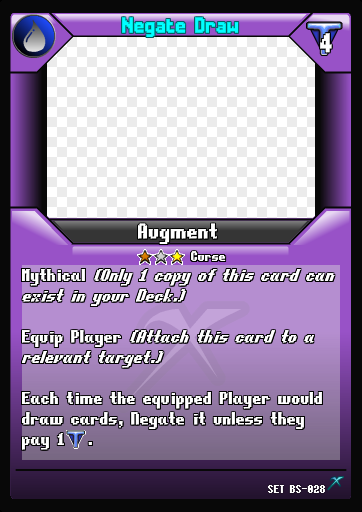 Negate Draw
4
Augment
Curse
Mythical (Only 1 copy of this card can
exist in your Deck.)
Equip Player (Attach this card to a
relevant target.)
Each time the equipped Player would
draw cards, Negate it unless they
pay 1.
SET BS-028